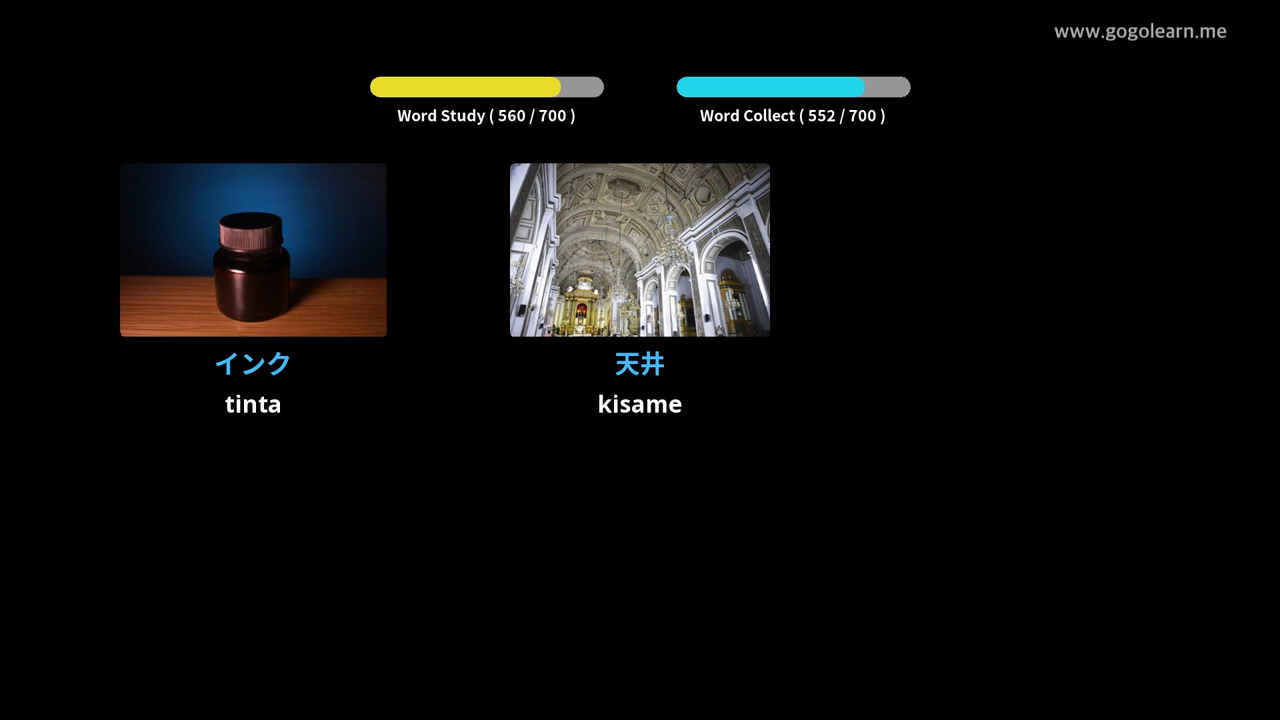 www.gogolearn.me
Word Study ( 560 / 700 )
Word Collect ( 552 / 700 )
インク
tinta
天井
kisame